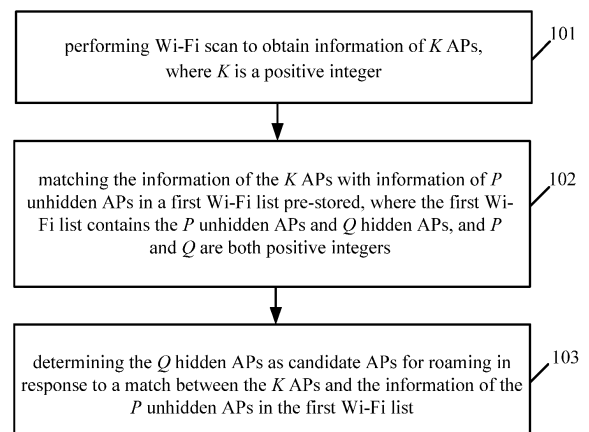 performing Wi-Fi scan to obtain information of K APs,
where K is a positive integer
101
matching the information of the K APs with information of P
unhidden APs in a first Wi-Fi list pre-stored, where the first Wi-
Fi list contains the P unhidden APs and Q hidden APs, and P
and Q are both positive integers
102
determining the Q hidden APs as candidate APs for roaming in
response to a match between the K APs and the information of the
P unhidden APs in the first Wi-Fi list
103